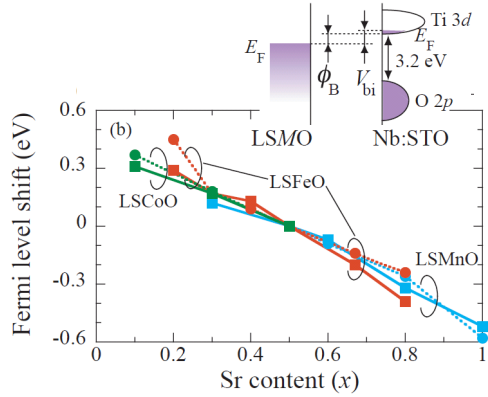 Ti 3d
E_F
E_F
3.2 eV
ϕ_B
V_bi
O 2p
LSMO
Nb:STO
0.6
(b)
0.3
LSFeO
LSCoO
0
LSMnO
-0.3
-0.6
0
0.2
0.4
0.6
0.8
1
Fermi level shift (eV)
Sr content (x)